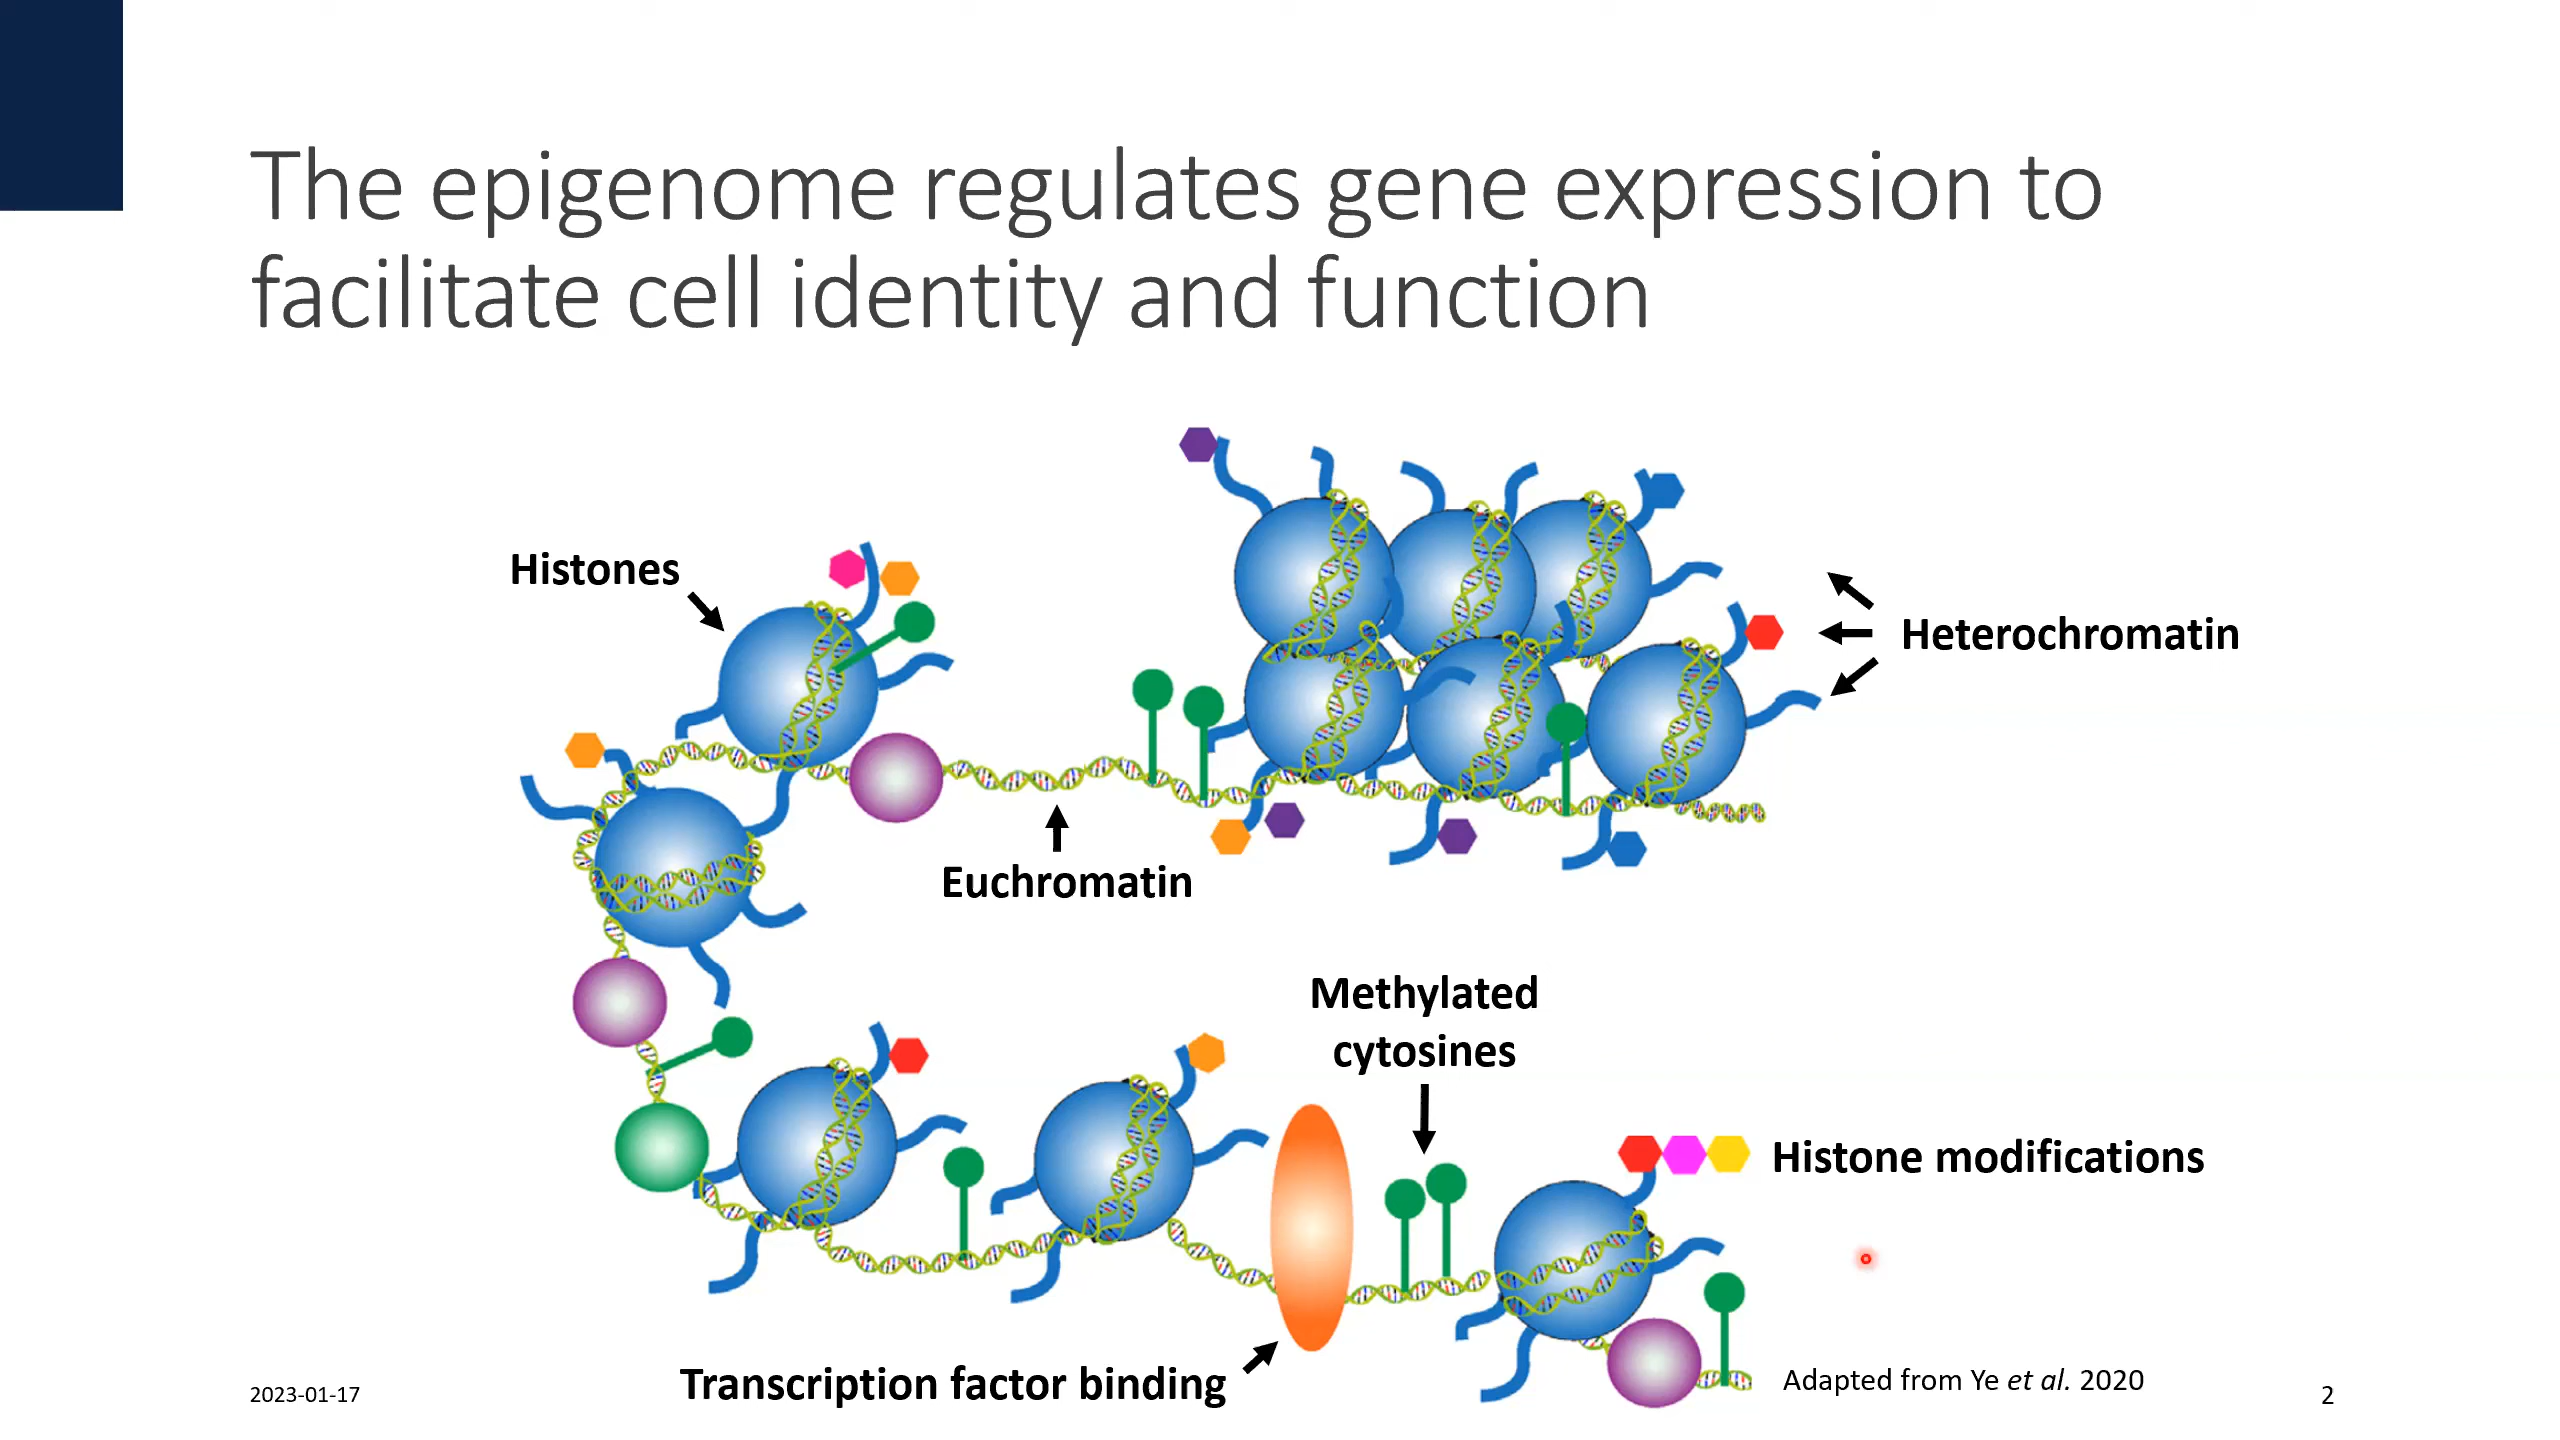 The epigenome regulates gene expression to
facilitate cell identity and function
Histones
Heterochromatin
Euchromatin
Methylated
cytosines
Histone modifications
Transcription factor binding
Adapted from Ye et al. 2020
2023-01-17
2